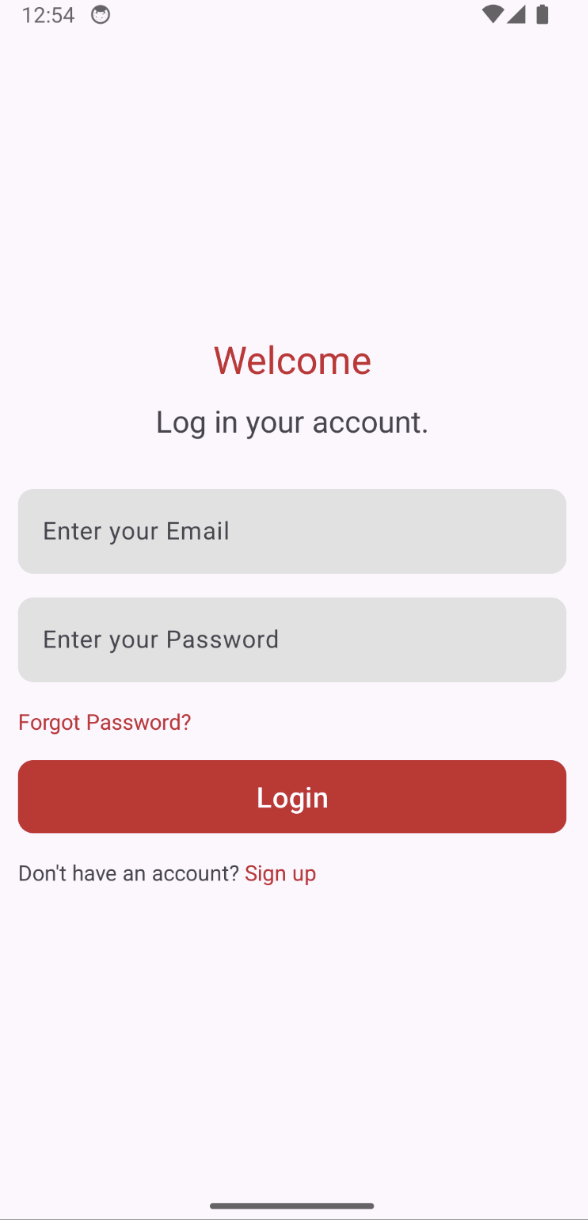 12:54
Welcome
Log in your account.
Enter your Email
Enter your Password
Forgot Password?
Login
Don't have an account? Sign up